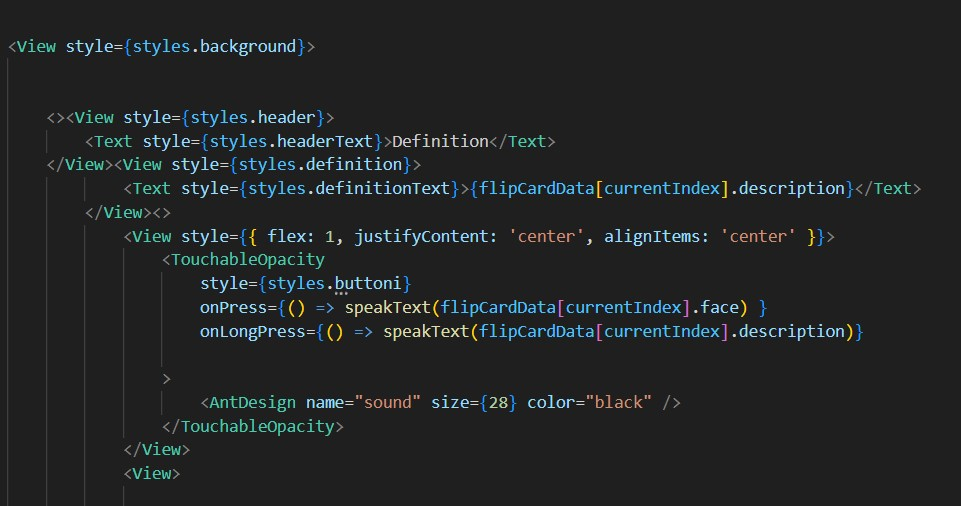 <View style={styles.background}>
<><View style={styles.header}>
<Text style={styles.headerText}>Definition</Text>
</View><View style={styles.definition}>
<Text style={styles.definitionText}>{flipCardData[currentIndex].description}</Text>
</View><>
<View style={{ flex: 1, justifyContent: 'center', alignItems: 'center' }}>
<TouchableOpacity
style={styles.buttoni}
onPress={() => speakText(flipCardData[currentIndex].face) }
onLongPress={() => speakText(flipCardData[currentIndex].description)}
>
<AntDesign name="sound" size={28} color="black" />
</TouchableOpacity>
</View>
<View>